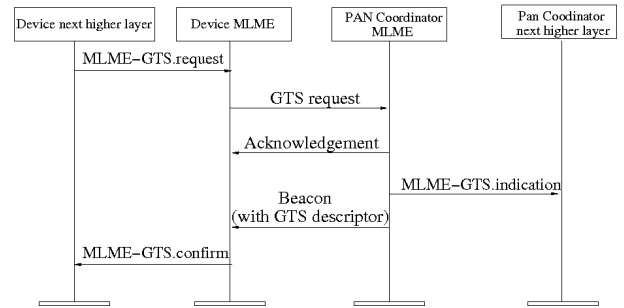 Device next higher layer
Device MLME
PAN Coordinator
MLME
Pan Coodinator
next higher layer
MLME-GTS.request
GTS request
Acknowledgement
MLME-GTS.indication
Beacon
(with GTS descriptor)
MLME-GTS.confirm